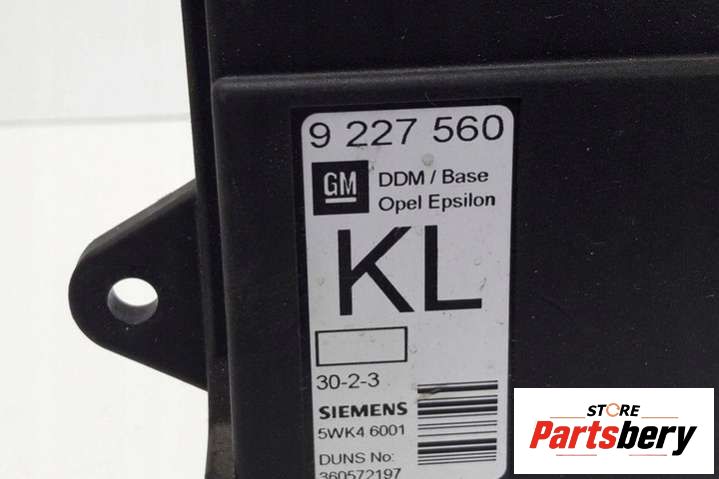 9 227 560
GM
DDM / Base
Opel Epsilon
KL
30-2-3
SIEMENS
5WK4 6001
DUNS No:
360572197
STORE
Partsbery